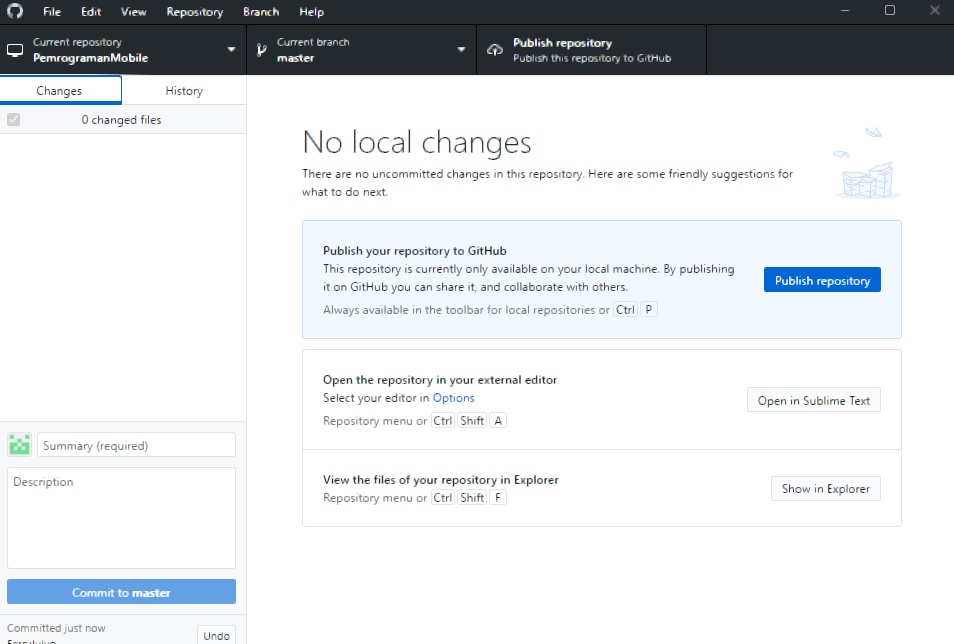 File Edit View Repository Branch Help
Current repository
PemrogramanMobile
Current branch
master
Publish repository
Publish this repository to GitHub
Changes
History
0 changed files
No local changes
There are no uncommitted changes in this repository. Here are some friendly suggestions for
what to do next.
Publish your repository to GitHub
This repository is currently only available on your local machine. By publishing
it on GitHub you can share it, and collaborate with others.
Always available in the toolbar for local repositories or Ctrl P
Publish repository
Open the repository in your external editor
Select your editor in Options
Repository menu or Ctrl Shift A
Open in Sublime Text
View the files of your repository in Explorer
Repository menu or Ctrl Shift F
Show in Explorer
Summary (required)
Description
Commit to master
Committed just now
Undo